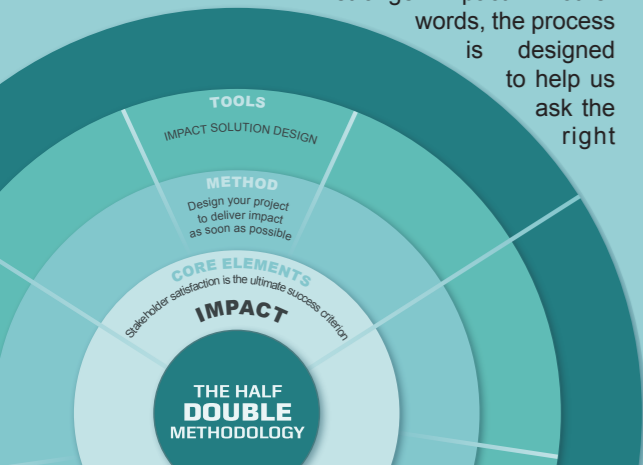 words, the process
is designed
to help us
ask the
right
TOOLS
IMPACT SOLUTION DESIGN
METHOD
Design your project
to deliver impact
as soon as possible
CORE ELEMENTS
Stakeholder satisfaction is the ultimate success criterion
IMPACT
THE HALF
DOUBLE
METHODOLOGY